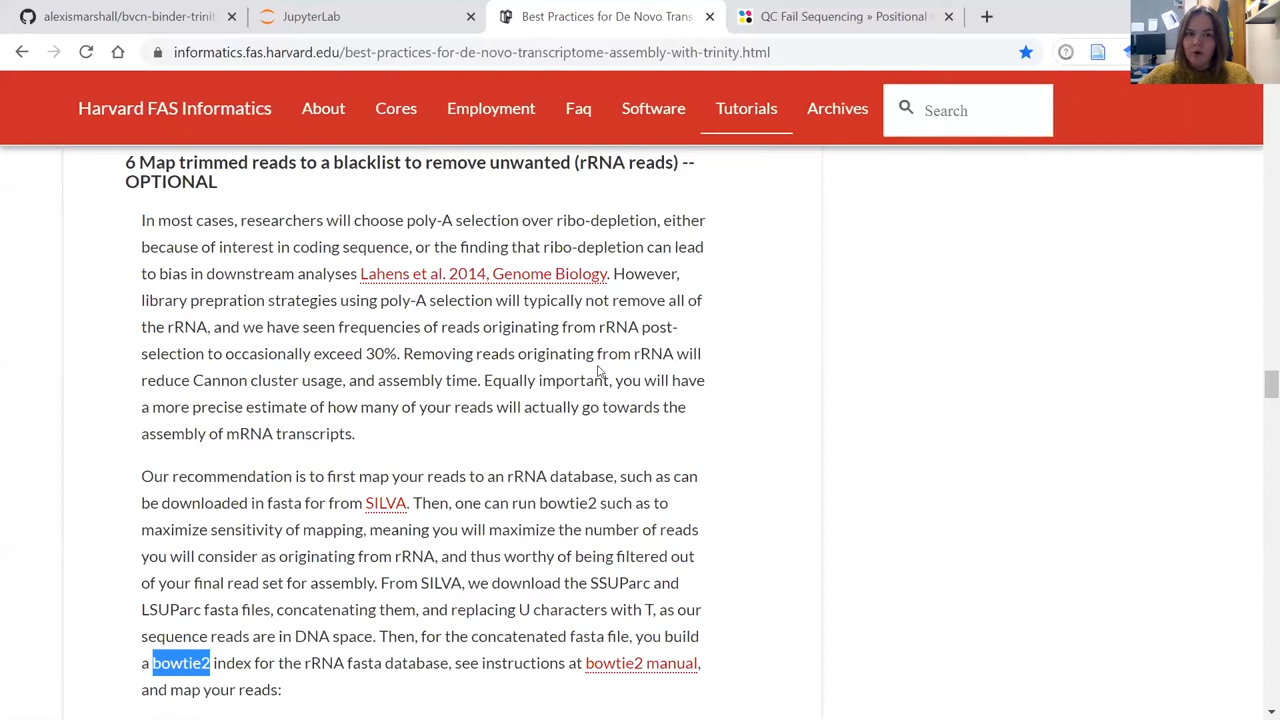 alexismarshall/bvcn-binder-trinit
JupyterLab
Best Practices for De Novo Trans
QC Fail Sequencing » Positional
informatics.fas.harvard.edu/best-practices-for-de-novo-transcriptome-assembly-with-trinity.html
Harvard FAS Informatics About Cores Employment Faq Software Tutorials Archives Search
6 Map trimmed reads to a blacklist to remove unwanted (rRNA reads) --
OPTIONAL
In most cases, researchers will choose poly-A selection over ribo-depletion, either
because of interest in coding sequence, or the finding that ribo-depletion can lead
to bias in downstream analyses Lahens et al. 2014, Genome Biology. However,
library prepration strategies using poly-A selection will typically not remove all of
the rRNA, and we have seen frequencies of reads originating from rRNA post-
selection to occasionally exceed 30%. Removing reads originating from rRNA will
reduce Cannon cluster usage, and assembly time. Equally important, you will have
a more precise estimate of how many of your reads will actually go towards the
assembly of mRNA transcripts.
Our recommendation is to first map your reads to an rRNA database, such as can
be downloaded in fasta for from SILVA. Then, one can run bowtie2 such as to
maximize sensitivity of mapping, meaning you will maximize the number of reads
you will consider as originating from rRNA, and thus worthy of being filtered out
of your final read set for assembly. From SILVA, we download the SSUParc and
LSUParc fasta files, concatenating them, and replacing U characters with T, as our
sequence reads are in DNA space. Then, for the concatenated fasta file, you build
a bowtie2 index for the rRNA fasta database, see instructions at bowtie2 manual,
and map your reads: